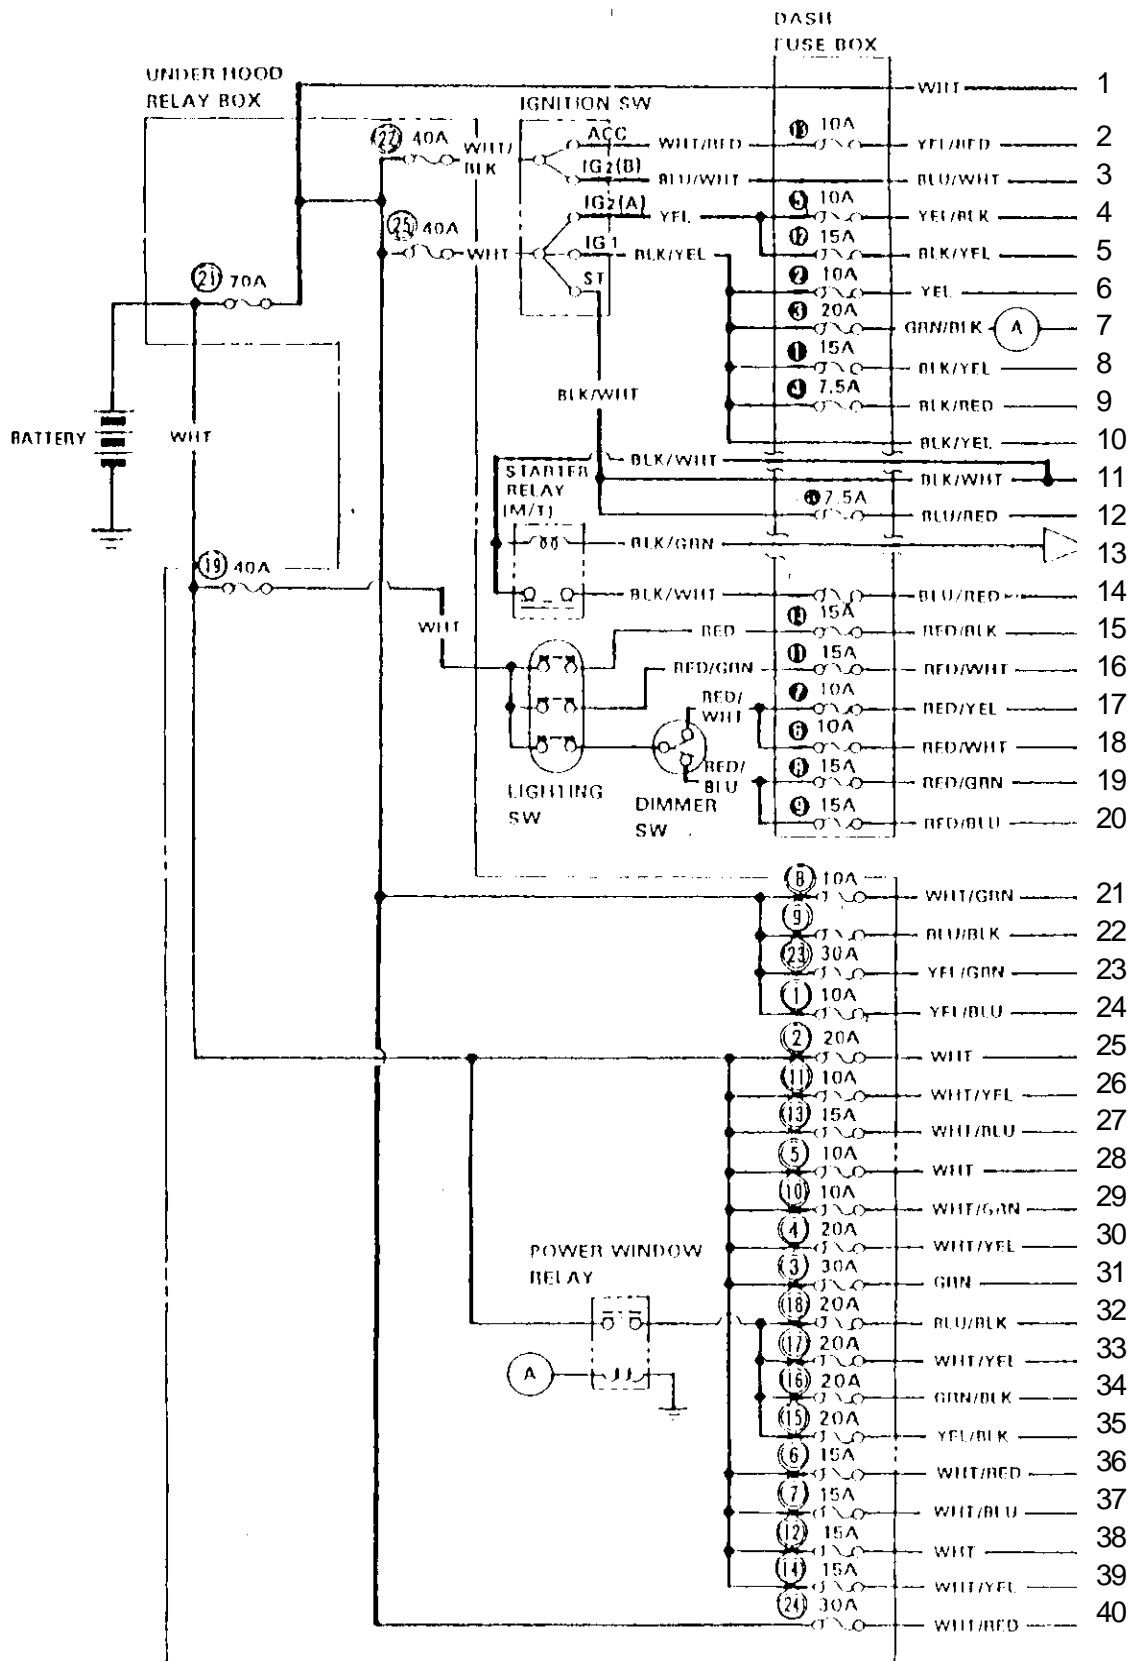 DASH
FUSE BOX
UNDER HOOD
RELAY BOX
IGNITION SW
WHT 1
27 40A WHT/
BLK
ACC WHT/RED 10A YEL/RED 2
IG2(B) BLU/WHT BLU/WHT 3
IG2(A) YEL 5 10A YEL/BLK 4
25 40A WHT
IG1 BLK/YEL 15A BLK/YEL 5
ST 2 10A YEL 6
21 70A
3 20A GRN/BLK A 7
1 15A BLK/YEL 8
BLK/WHT
4 7.5A BLK/RED 9
BATTERY
WHT
BLK/YEL 10
BLK/WHT
STARTER
RELAY
(M/T)
BLK/WHT 11
7.5A BLU/RED 12
BLK/GRN 13
19 40A
BLK/WHT BLU/RED 14
WHT
RED 15A RED/BLK 15
RED/GRN 11 15A RED/WHT 16
RED/
WHT
7 10A RED/YEL 17
6 10A RED/WHT 18
RED/
BLU
8 15A RED/GRN 19
LIGHTING
SW
DIMMER
SW
9 15A RED/BLU 20
8 10A WHT/GRN 21
9 BLU/BLK 22
23 30A YEL/GRN 23
1 10A YEL/BLU 24
2 20A WHT 25
11 10A WHT/YEL 26
13 15A WHT/BLU 27
5 10A WHT 28
10 10A WHT/GRN 29
4 20A WHT/YEL 30
POWER WINDOW
RELAY
3 30A GRN 31
18 20A BLU/BLK 32
17 20A WHT/YEL 33
A
16 20A GRN/BLK 34
15 20A YEL/BLK 35
6 15A WHT/RED 36
7 15A WHT/BLU 37
12 15A WHT 38
14 15A WHT/YEL 39
24 30A WHT/RED 40